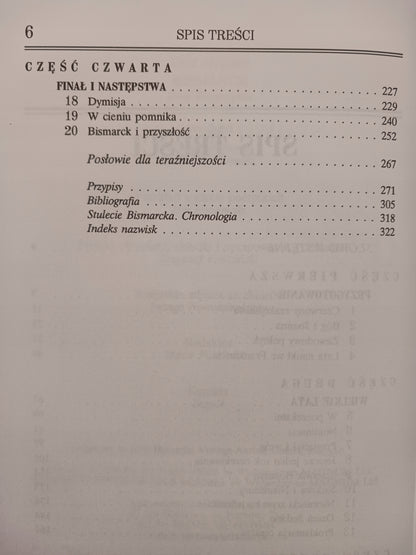 6 SPIS TREŚCI
CZĘŚĆ CZWARTA
FINAŁ I NASTĘPSTWA . . . . . . . . . . . . . . . . . . . . . . . 227
18 Dymisja . . . . . . . . . . . . . . . . . . . . . . . . . . . . 229
19 W cieniu pomnika . . . . . . . . . . . . . . . . . . . . . . 240
20 Bismarck i przyszłość . . . . . . . . . . . . . . . . . . . . 252
Posłowie dla teraźniejszości . . . . . . . . . . . . . . . . 267
Przypisy . . . . . . . . . . . . . . . . . . . . . . . . . . . . 271
Bibliografia . . . . . . . . . . . . . . . . . . . . . . . . . . 305
Stulecie Bismarcka. Chronologia . . . . . . . . . . . . . 318
Indeks nazwisk . . . . . . . . . . . . . . . . . . . . . . . . 322